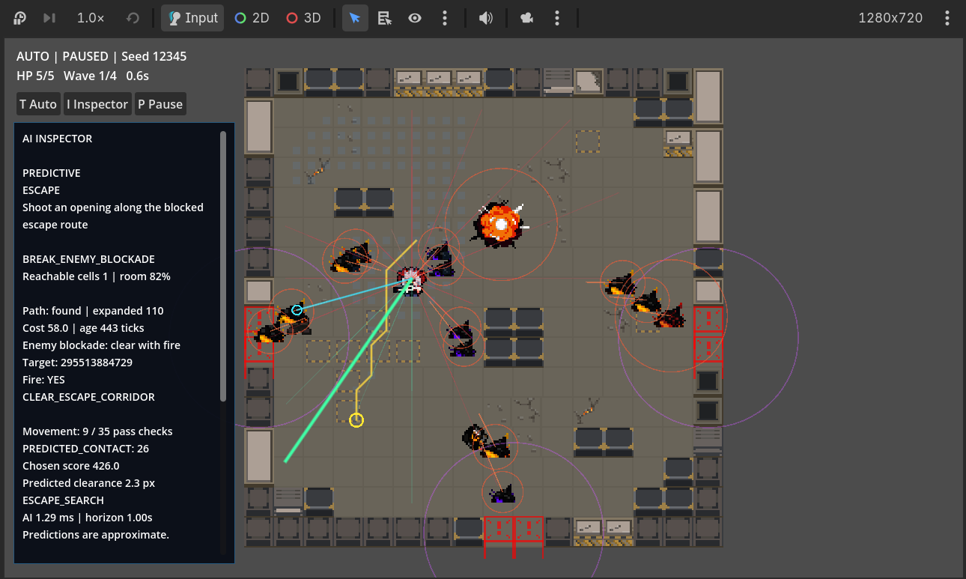 1.0×
Input
2D
3D
1280x720
AUTO | PAUSED | Seed 12345
HP 5/5 Wave 1/4 0.6s
T Auto
I Inspector
P Pause
AI INSPECTOR
PREDICTIVE
ESCAPE
Shoot an opening along the blocked
escape route
BREAK_ENEMY_BLOCKADE
Reachable cells 1 | room 82%
Path: found | expanded 110
Cost 58.0 | age 443 ticks
Enemy blockade: clear with fire
Target: 295513884729
Fire: YES
CLEAR_ESCAPE_CORRIDOR
Movement: 9 / 35 pass checks
PREDICTED_CONTACT: 26
Chosen score 426.0
Predicted clearance 2.3 px
ESCAPE_SEARCH
AI 1.29 ms | horizon 1.00s
Predictions are approximate.